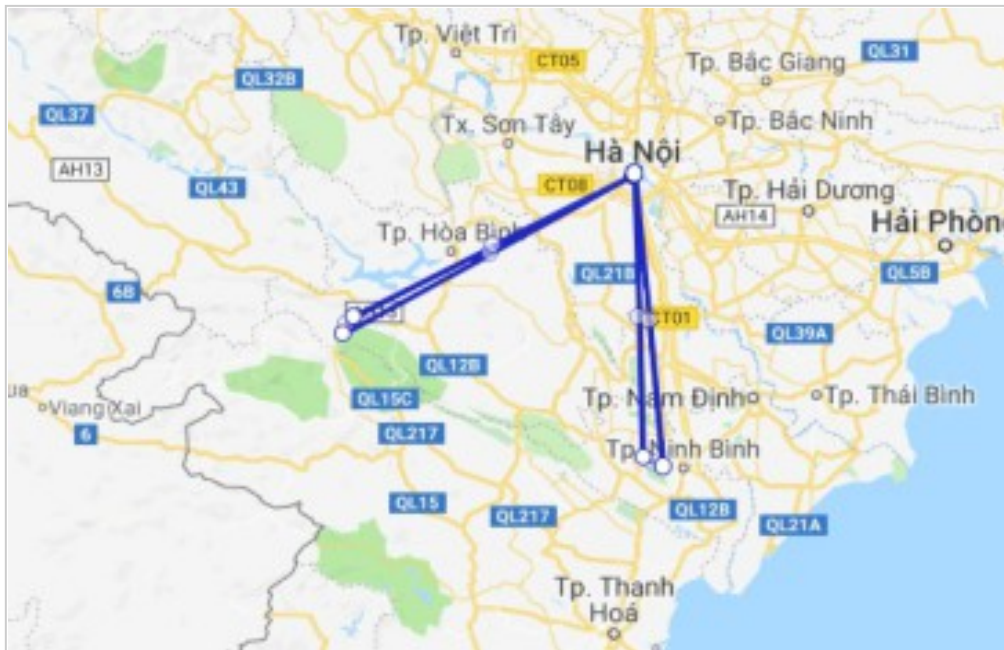 Tp. Việt Trì
CT05
QL31
Tp. Bắc Giang
QL32B
QL37
Tx. Sơn Tây
Tp. Bắc Ninh
Hà Nội
AH13
QL43
CT08
Tp. Hải Dương
AH14
Tp. Hòa Bình
Hải Phòn
QL21B
QL5B
6B
CT01
QL39A
QL12B
QL15C
Viang Xai
Tp. Nam Định
Tp. Thái Bình
6
QL217
Tp. Ninh Bình
QL15
QL217
QL12B
QL21A
Tp. Thanh
Hoá